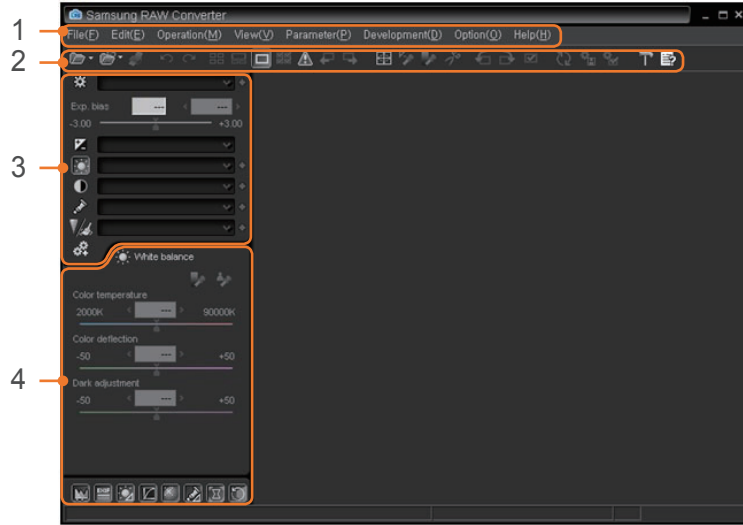 Samsung RAW Converter
1
File(F) Edit(E) Operation(M) View(V) Parameter(P) Development(D) Option(O) Help(H)
2
Exp. bias --- ---
-3.00 +3.00
3
White balance
Color temperature
2000K --- 90000K
Color deflection
-50 --- +50
4
Dark adjustment
-50 --- +50